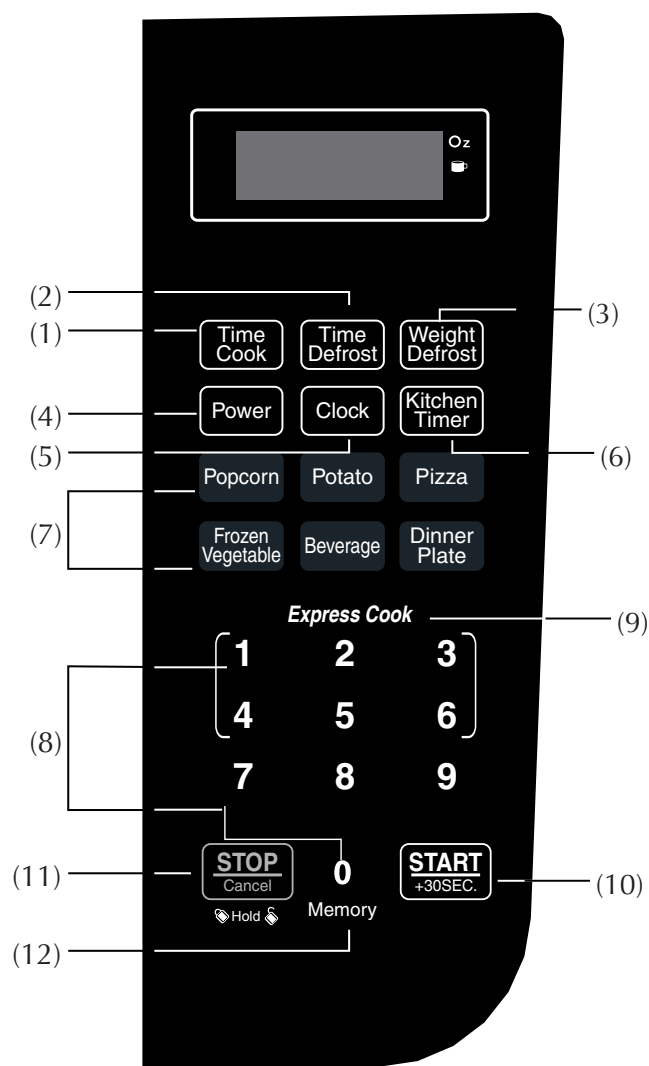 Oz
(2)
(1)
(3)
Time
Cook
Time
Defrost
Weight
Defrost
(4)
Power
Clock
Kitchen
Timer
(5)
(6)
Popcorn
Potato
Pizza
(7)
Frozen
Vegetable
Beverage
Dinner
Plate
Express Cook
(9)
1 2 3
4 5 6
(8)
7 8 9
(11)
STOP
Cancel
0
START
+30SEC.
(10)
Hold
Memory
(12)